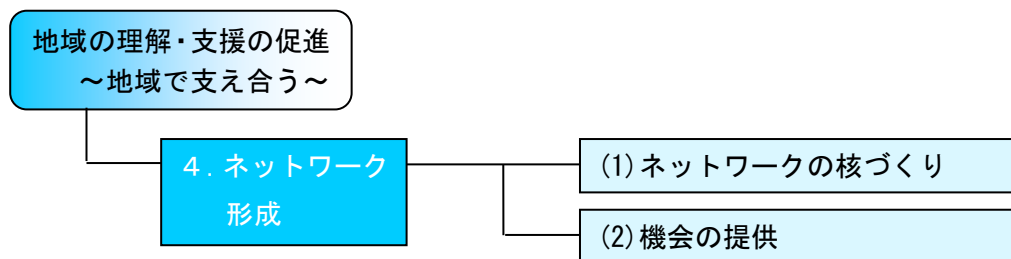 地域の理解・支援の促進
～地域で支え合う～
４．ネットワーク
形成
(1)ネットワークの核づくり
(2)機会の提供